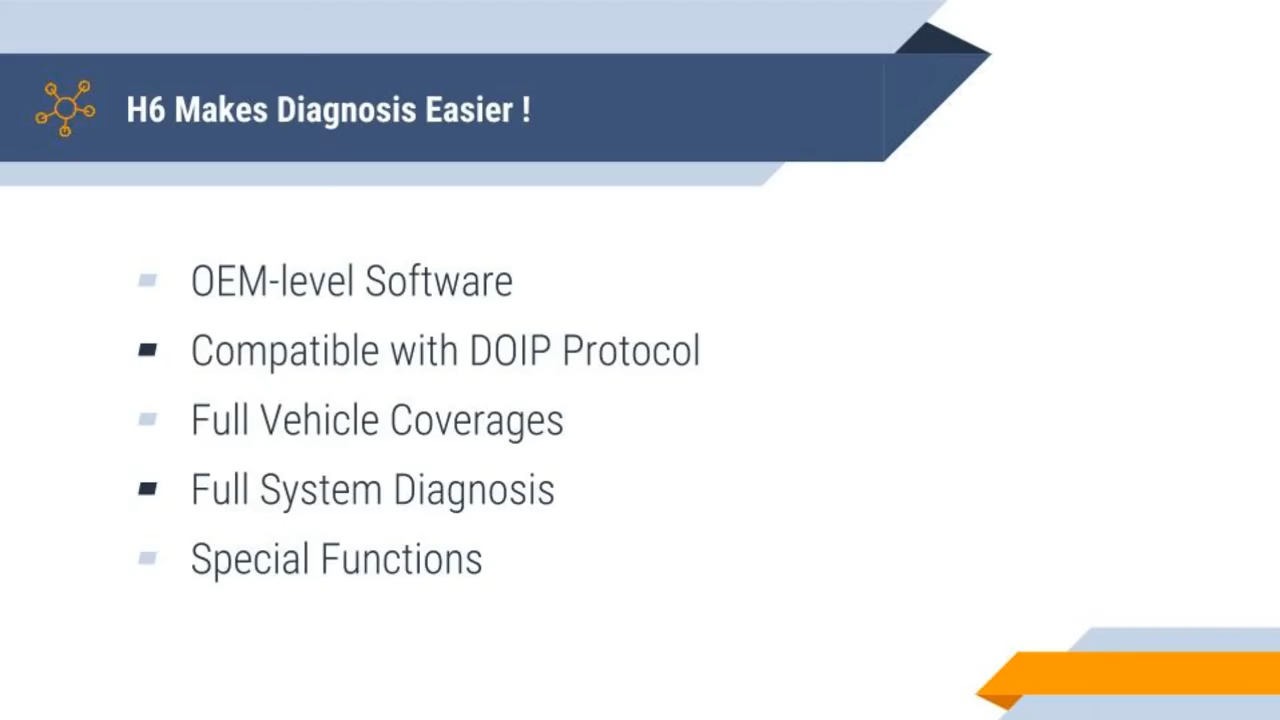 H6 Makes Diagnosis Easier !
OEM-level Software
Compatible with DOIP Protocol
Full Vehicle Coverages
Full System Diagnosis
Special Functions